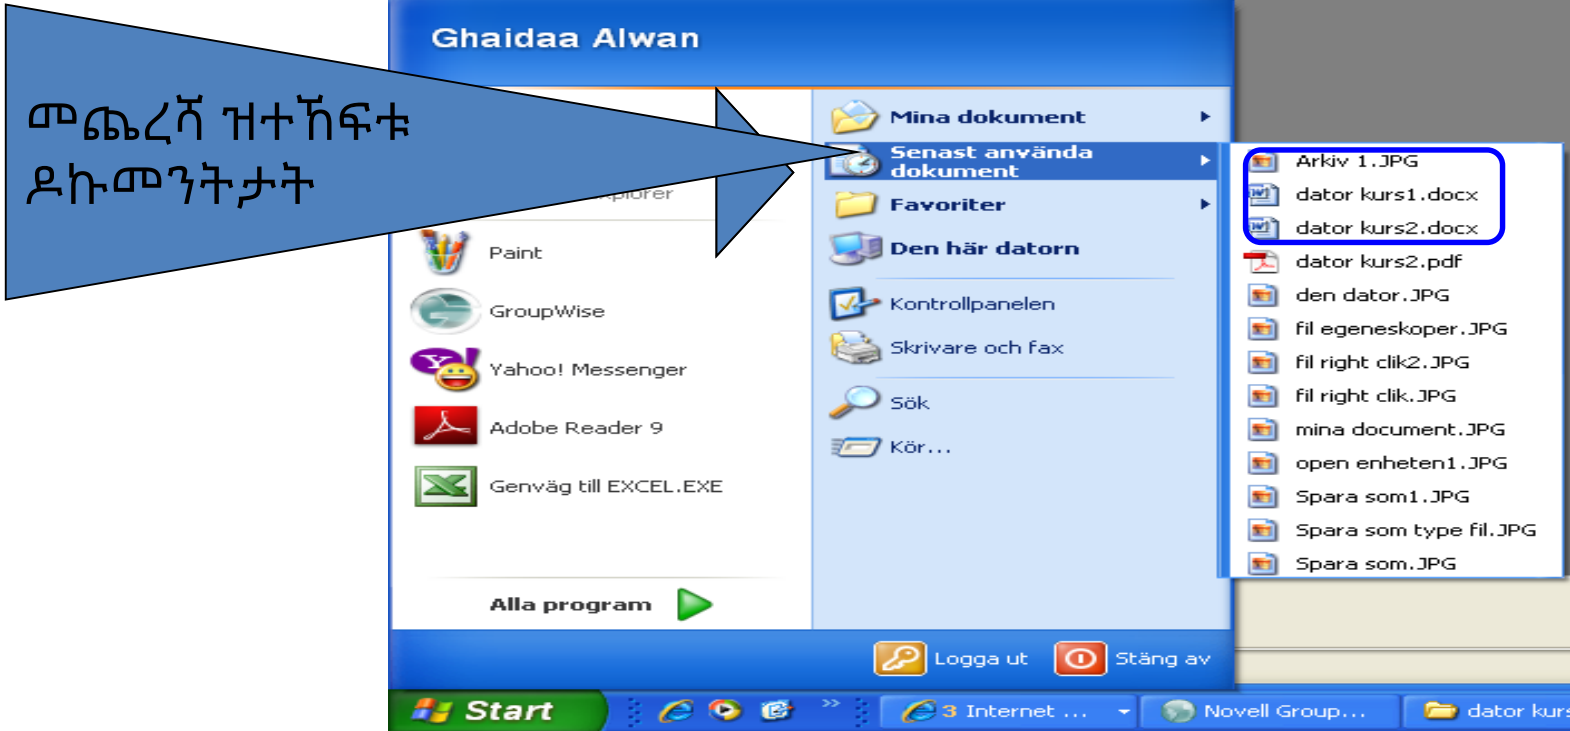 Ghaidaa Alwan
መጨረሻ ዝተኸፍቱ
ዶኩመንትታት
Paint
GroupWise
Yahoo! Messenger
Adobe Reader 9
Genväg till EXCEL.EXE
Alla program
Mina dokument
Senast använda
dokument
Favoriter
Den här datorn
Kontrollpanelen
Skrivare och fax
Sök
Kör...
Arkiv 1.JPG
dator kurs1.docx
dator kurs2.docx
dator kurs2.pdf
den dator.JPG
fil egeneskoper.JPG
fil right clik2.JPG
fil right clik.JPG
mina document.JPG
open enheten1.JPG
Spara som1.JPG
Spara som type fil.JPG
Spara som.JPG
Logga ut
Stäng av
Start
3 Internet ...
Novell Group...
dator kurs